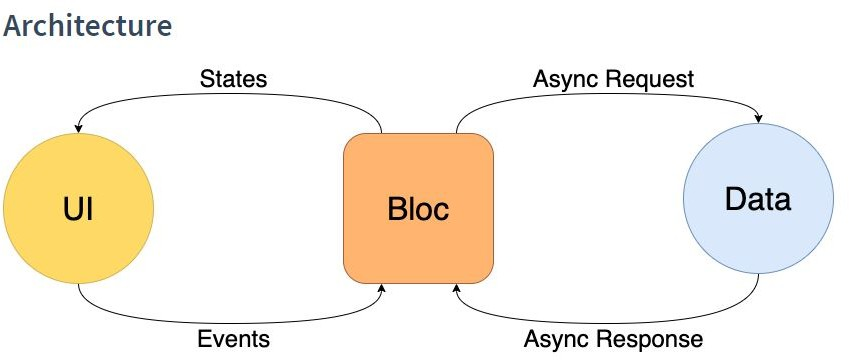 Architecture
States
Async Request
UI
Bloc
Data
Events
Async Response